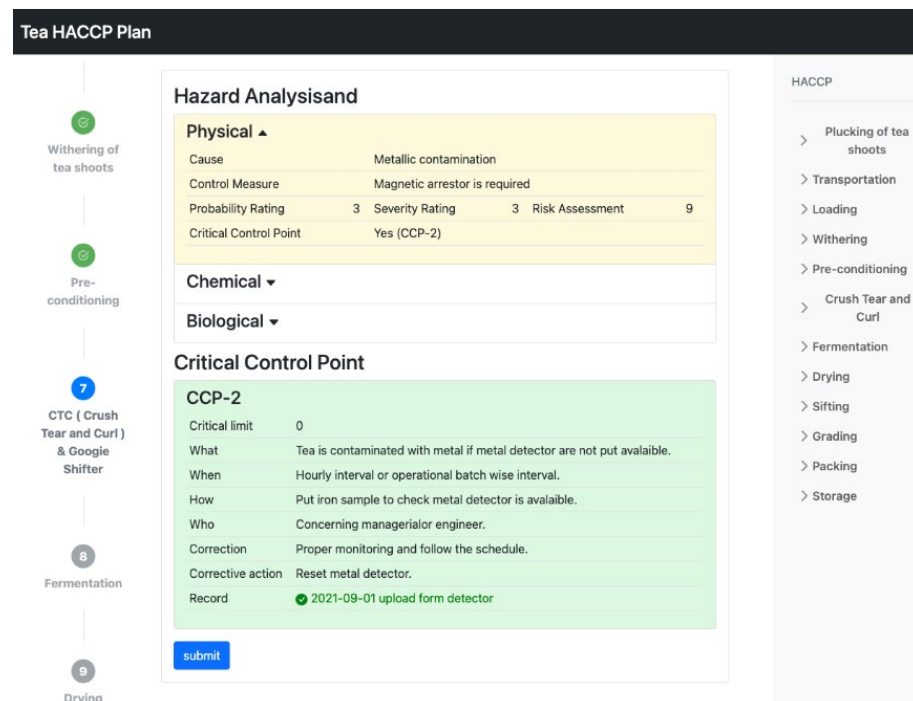 Tea HACCP Plan
Withering of
tea shoots
Pre-
conditioning
7
CTC ( Crush
Tear and Curl )
& Googie
Shifter
8
Fermentation
9
Drying
Hazard Analysisand
Physical
Cause Metallic contamination
Control Measure Magnetic arrestor is required
Probability Rating 3 Severity Rating 3 Risk Assessment 9
Critical Control Point Yes (CCP-2)
Chemical
Biological
Critical Control Point
CCP-2
Critical limit 0
What Tea is contaminated with metal if metal detector are not put avalaible.
When Hourly interval or operational batch wise interval.
How Put iron sample to check metal detector is avalaible.
Who Concerning managerialor engineer.
Correction Proper monitoring and follow the schedule.
Corrective action Reset metal detector.
Record 2021-09-01 upload form detector
submit
HACCP
Plucking of tea
shoots
Transportation
Loading
Withering
Pre-conditioning
Crush Tear and
Curl
Fermentation
Drying
Sifting
Grading
Packing
Storage